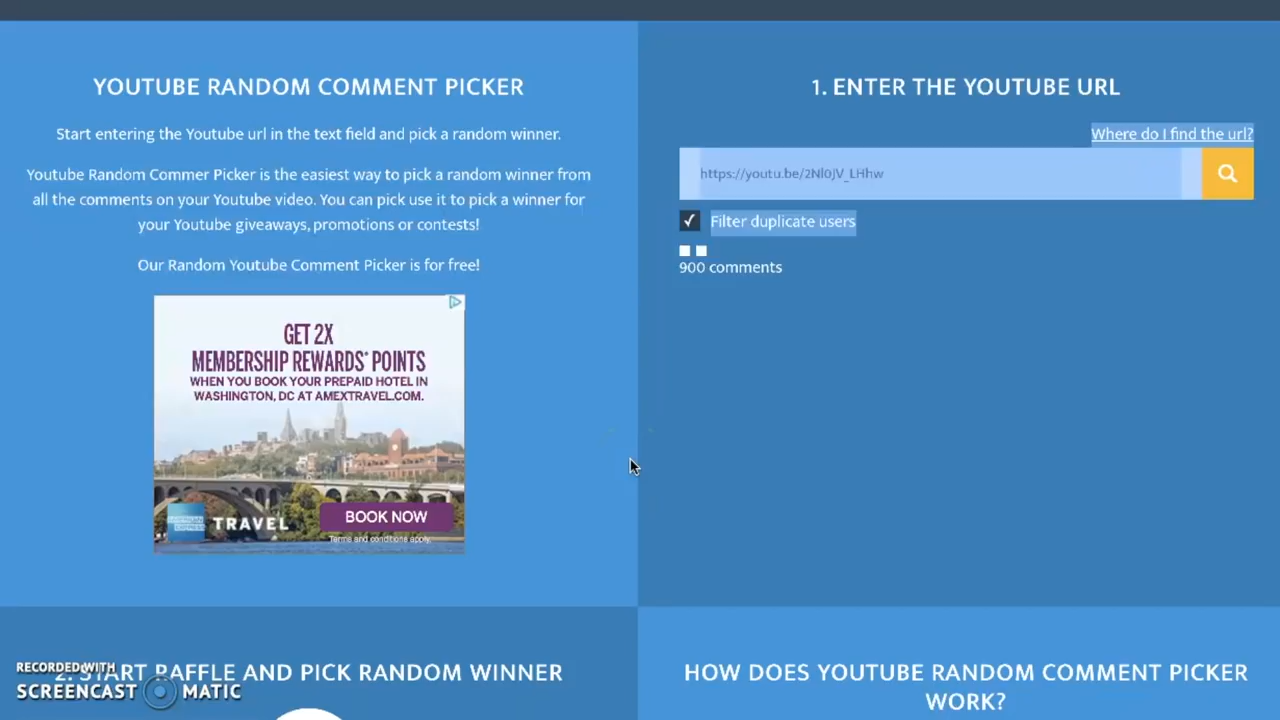 YOUTUBE RANDOM COMMENT PICKER
Start entering the Youtube url in the text field and pick a random winner.
Youtube Random Commer Picker is the easiest way to pick a random winner from
all the comments on your Youtube video. You can pick use it to pick a winner for
your Youtube giveaways, promotions or contests!
Our Random Youtube Comment Picker is for free!
GET 2X
MEMBERSHIP REWARDS® POINTS
WHEN YOU BOOK YOUR PREPAID HOTEL IN
WASHINGTON, DC AT AMEXTRAVEL.COM.
AMERICAN EXPRESS
TRAVEL
BOOK NOW
Terms and conditions apply.
1. ENTER THE YOUTUBE URL
Where do I find the url?
https://youtu.be/2Nl0JV_LHhw
Filter duplicate users
900 comments
2. START RAFFLE AND PICK RANDOM WINNER
HOW DOES YOUTUBE RANDOM COMMENT PICKER
WORK?
RECORDED WITH
SCREENCAST MATIC